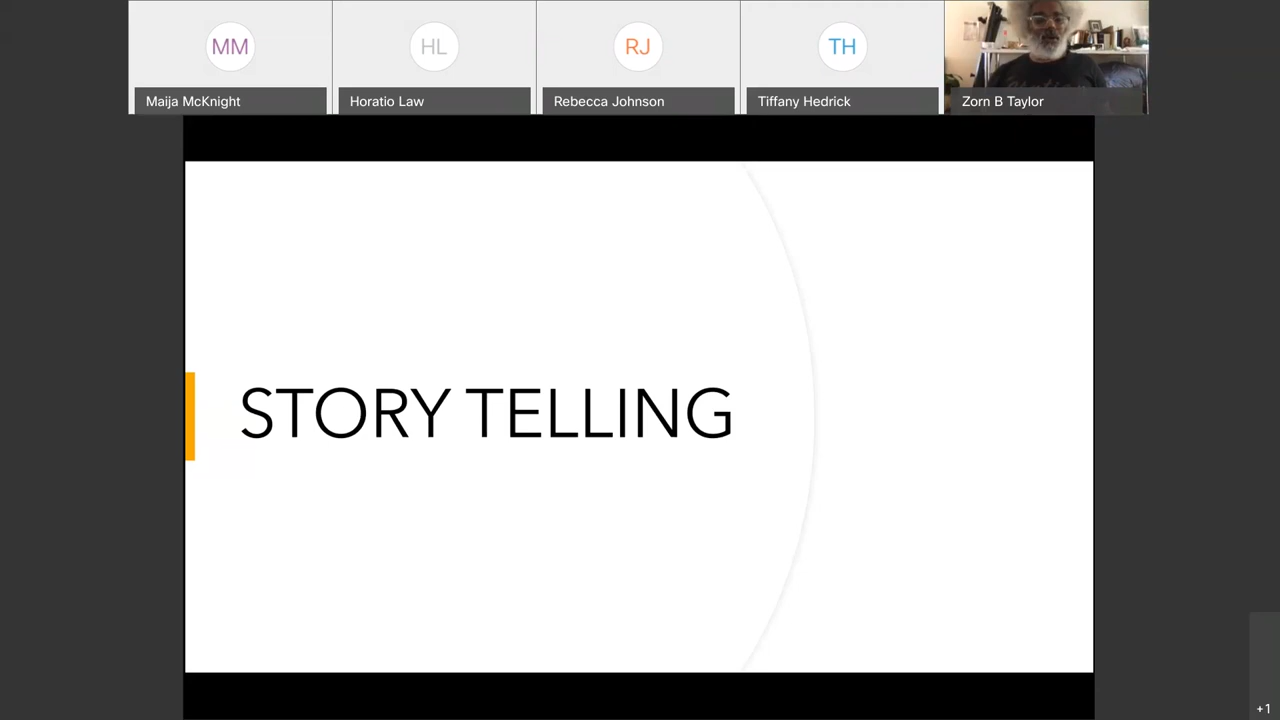 MM
HL
RJ
TH
Maija McKnight
Horatio Law
Rebecca Johnson
Tiffany Hedrick
Zorn B Taylor
STORY TELLING
+1